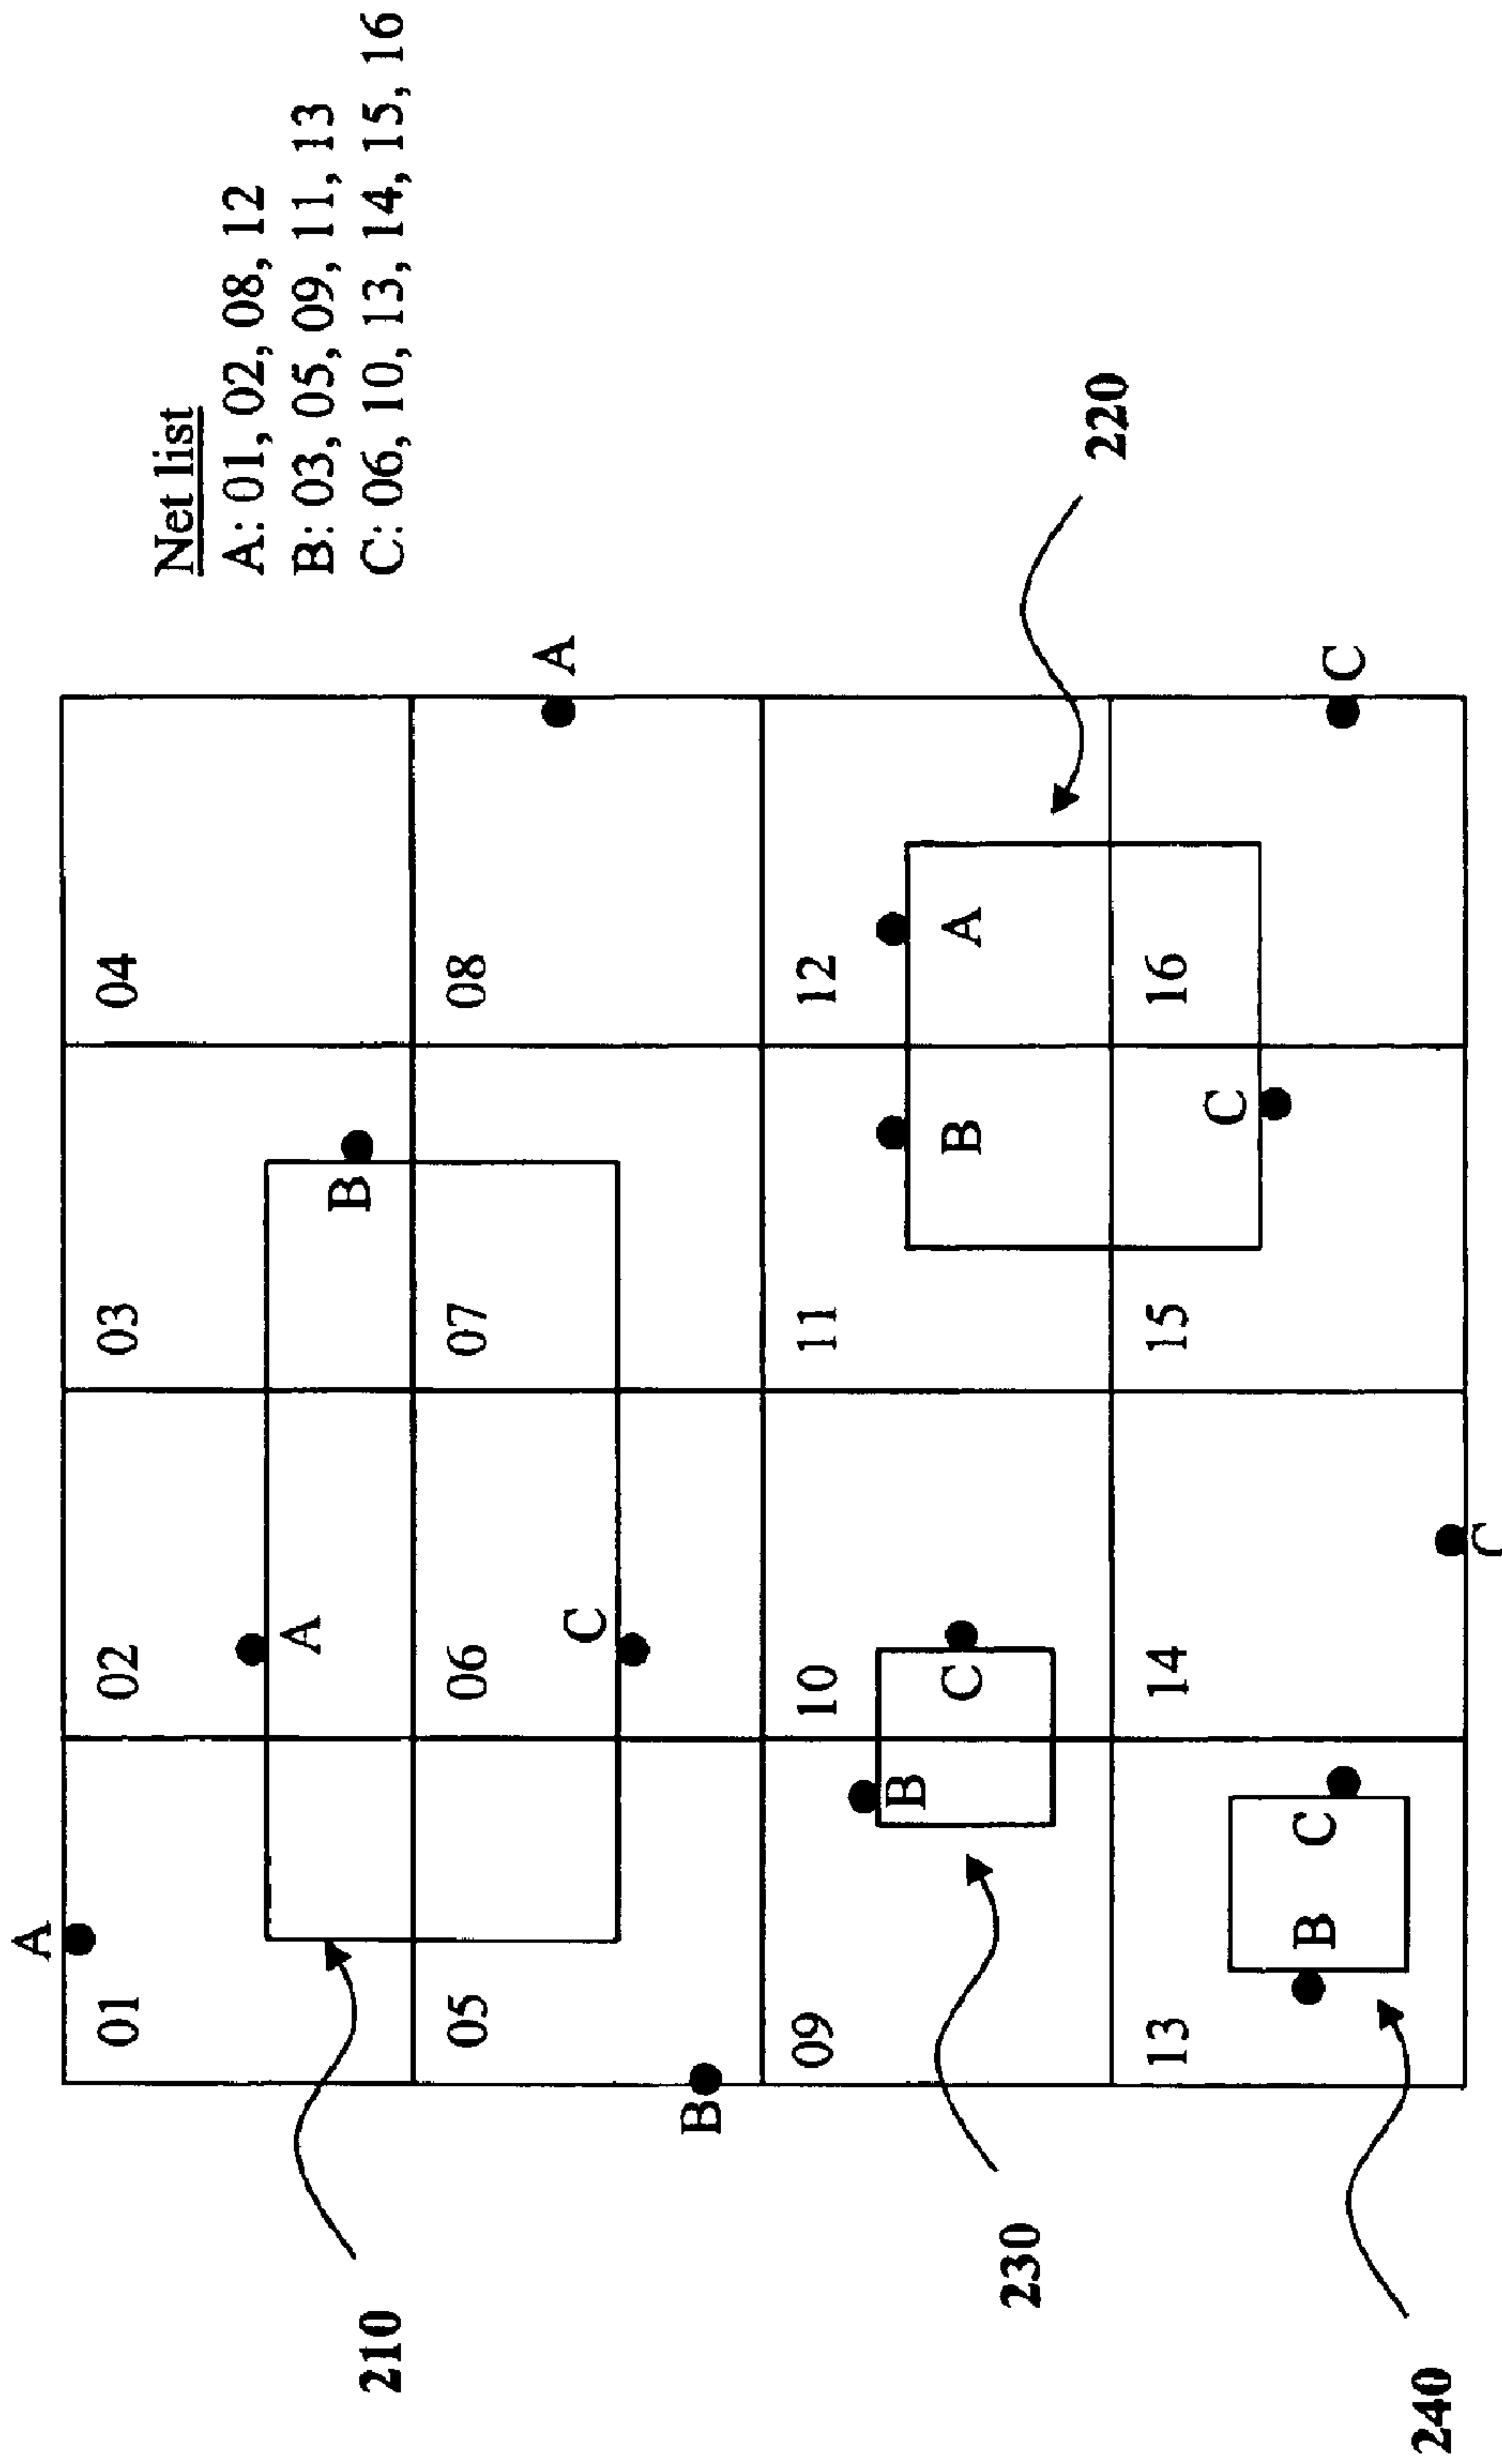 Net list
A: 01, 02, 08, 12
B: 03, 05, 09, 11, 13
C: 06, 10, 13, 14, 15, 16
A
01
02
03
04
A
B
210
05
06
07
08
A
C
B
09
10
11
12
B
C
B
A
220
230
13
14
15
16
B
C
C
C
C
240